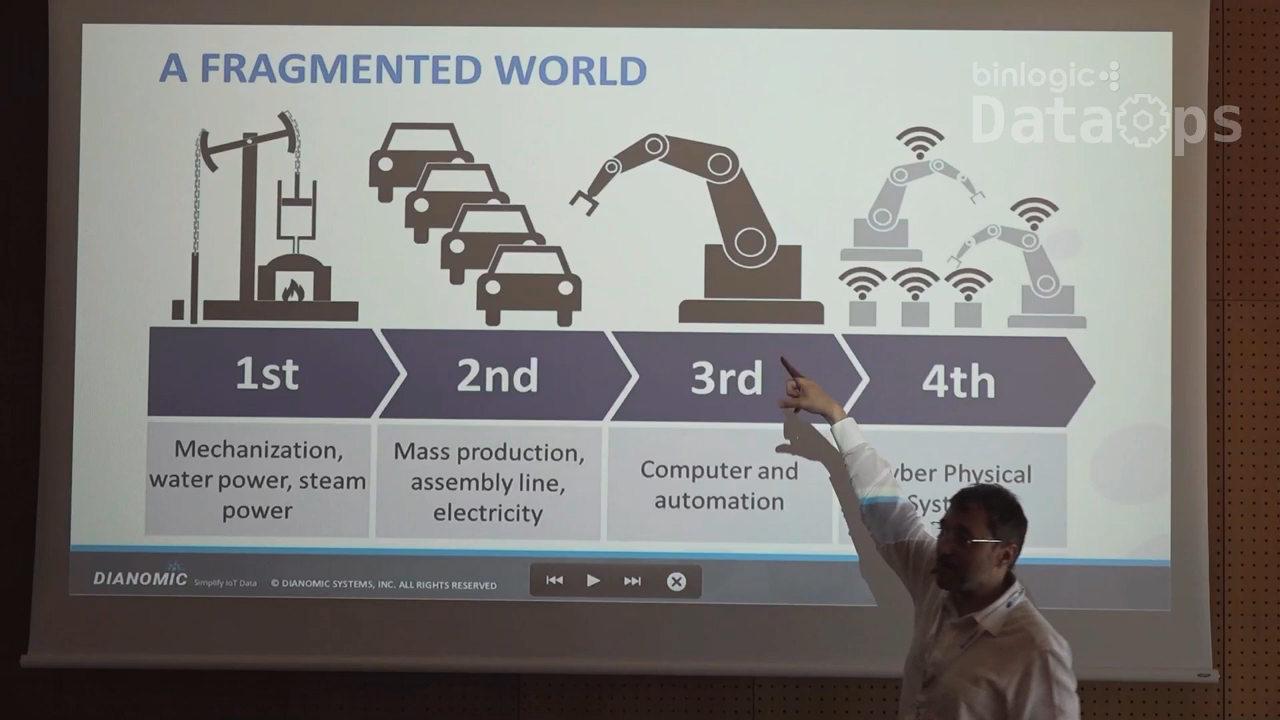 A FRAGMENTED WORLD
binlogic
DataOps
1st
2nd
3rd
4th
Mechanization,
water power, steam
power
Mass production,
assembly line,
electricity
Computer and
automation
yber Physical
Syst
DIANOMIC
Simplify IoT Data
© DIANOMIC SYSTEMS, INC. ALL RIGHTS RESERVED